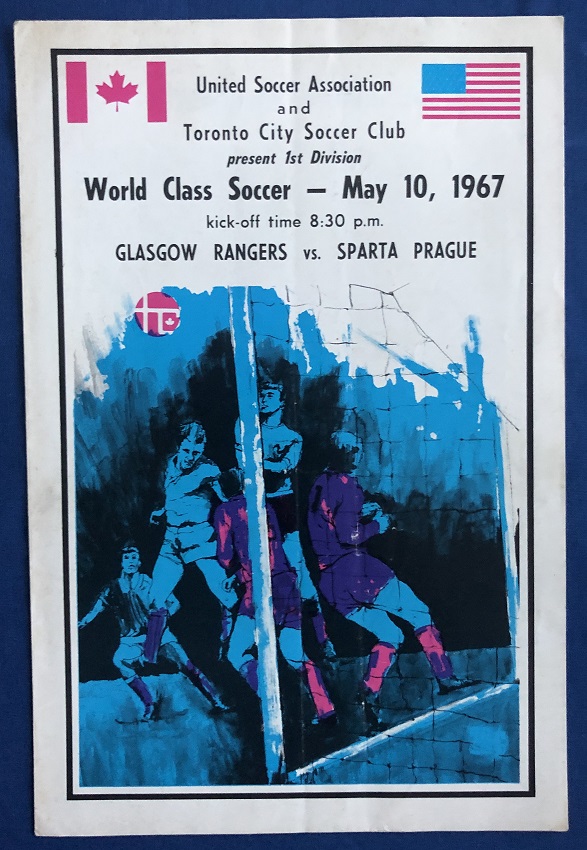 United Soccer Association
and
Toronto City Soccer Club
present 1st Division
World Class Soccer — May 10, 1967
kick-off time 8:30 p.m.
GLASGOW RANGERS vs. SPARTA PRAGUE